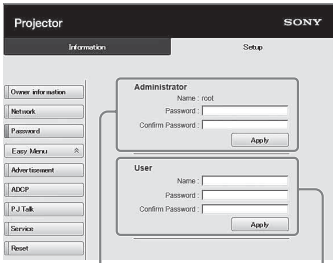 Projector
SONY
Information
Setup
Owner information
Network
Password
Easy Menu
Advertisement
ADCP
PJ Talk
Service
Reset
Administrator
Name : root
Password :
Confirm Password :
Apply
User
Name :
Password :
Confirm Password :
Apply